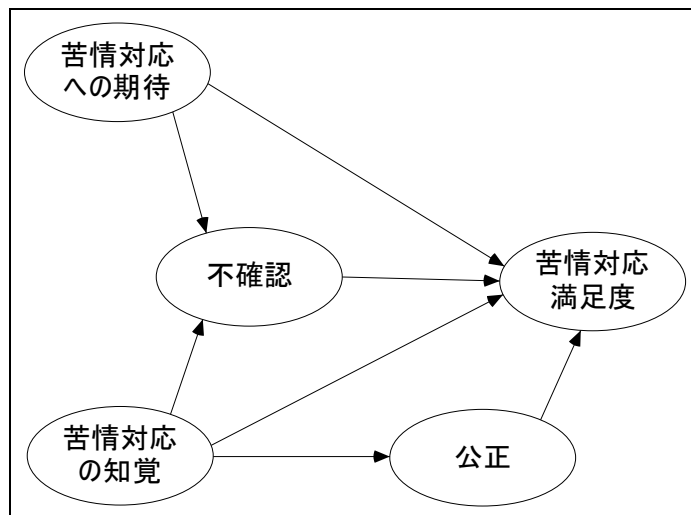 苦情対応
への期待
不確認
苦情対応
満足度
苦情対応
の知覚
公正